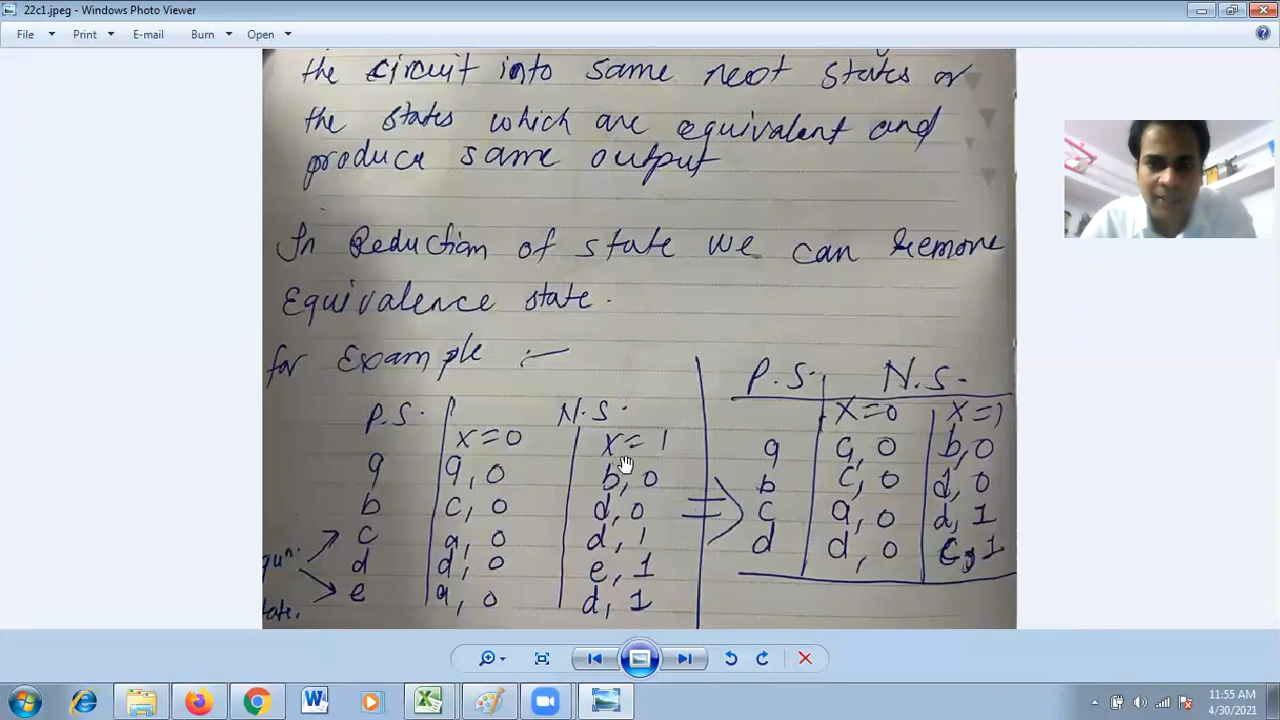 22c1.jpeg - Windows Photo Viewer
File Print E-mail Burn Open
the circuit into same next states or
the states which are equivalent and
produce same output
In Reduction of state we can remove
Equivalence state.
for Example :-
P.S. N.S.
x=0 x=1
a a, 0 b, 0
b c, 0 d, 0
c a, 0 d, 1
d d, 0 e, 1
e a, 0 d, 1
equn.
state.
=>
P.S. N.S.
X=0 X=1
a a, 0 b, 0
b c, 0 d, 0
c a, 0 d, 1
d d, 0 c, 1
11:55 AM
4/30/2021